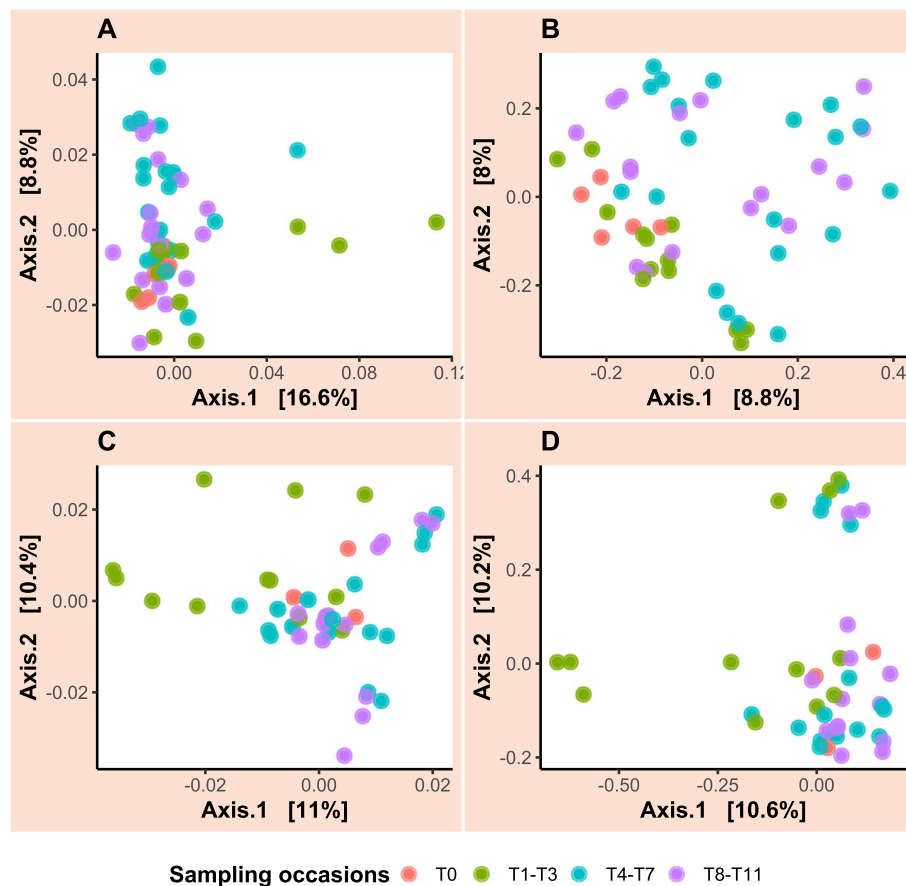 A
B
0.04
0.02
0.00
-0.02
Axis.2 [8.8%]
0.00
0.04
0.08
0.12
Axis.1 [16.6%]
0.2
0.0
-0.2
Axis.2 [8%]
-0.2
0.0
0.2
0.4
Axis.1 [8.8%]
C
D
0.02
0.00
-0.02
Axis.2 [10.4%]
-0.02
0.00
0.02
Axis.1 [11%]
0.4
0.2
0.0
-0.2
Axis.2 [10.2%]
-0.50
-0.25
0.00
Axis.1 [10.6%]
Sampling occasions T0 T1-T3 T4-T7 T8-T11